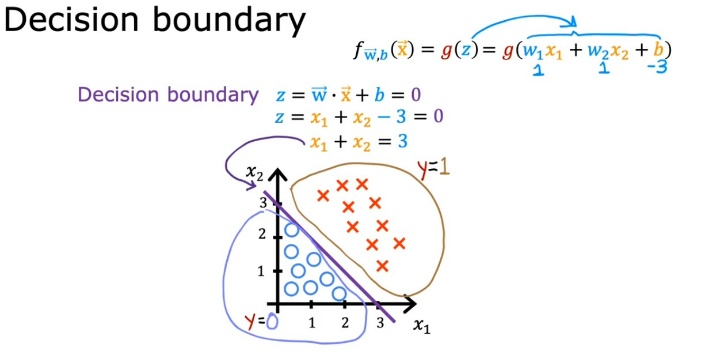 Decision boundary
f w⃗,b (x⃗) = g(z) = g(w₁x₁ + w₂x₂ + b)
1 1 -3
Decision boundary z = w⃗ · x⃗ + b = 0
z = x₁ + x₂ − 3 = 0
x₁ + x₂ = 3
y=1
x₂
3
2
1
y=0
1 2 3 x₁